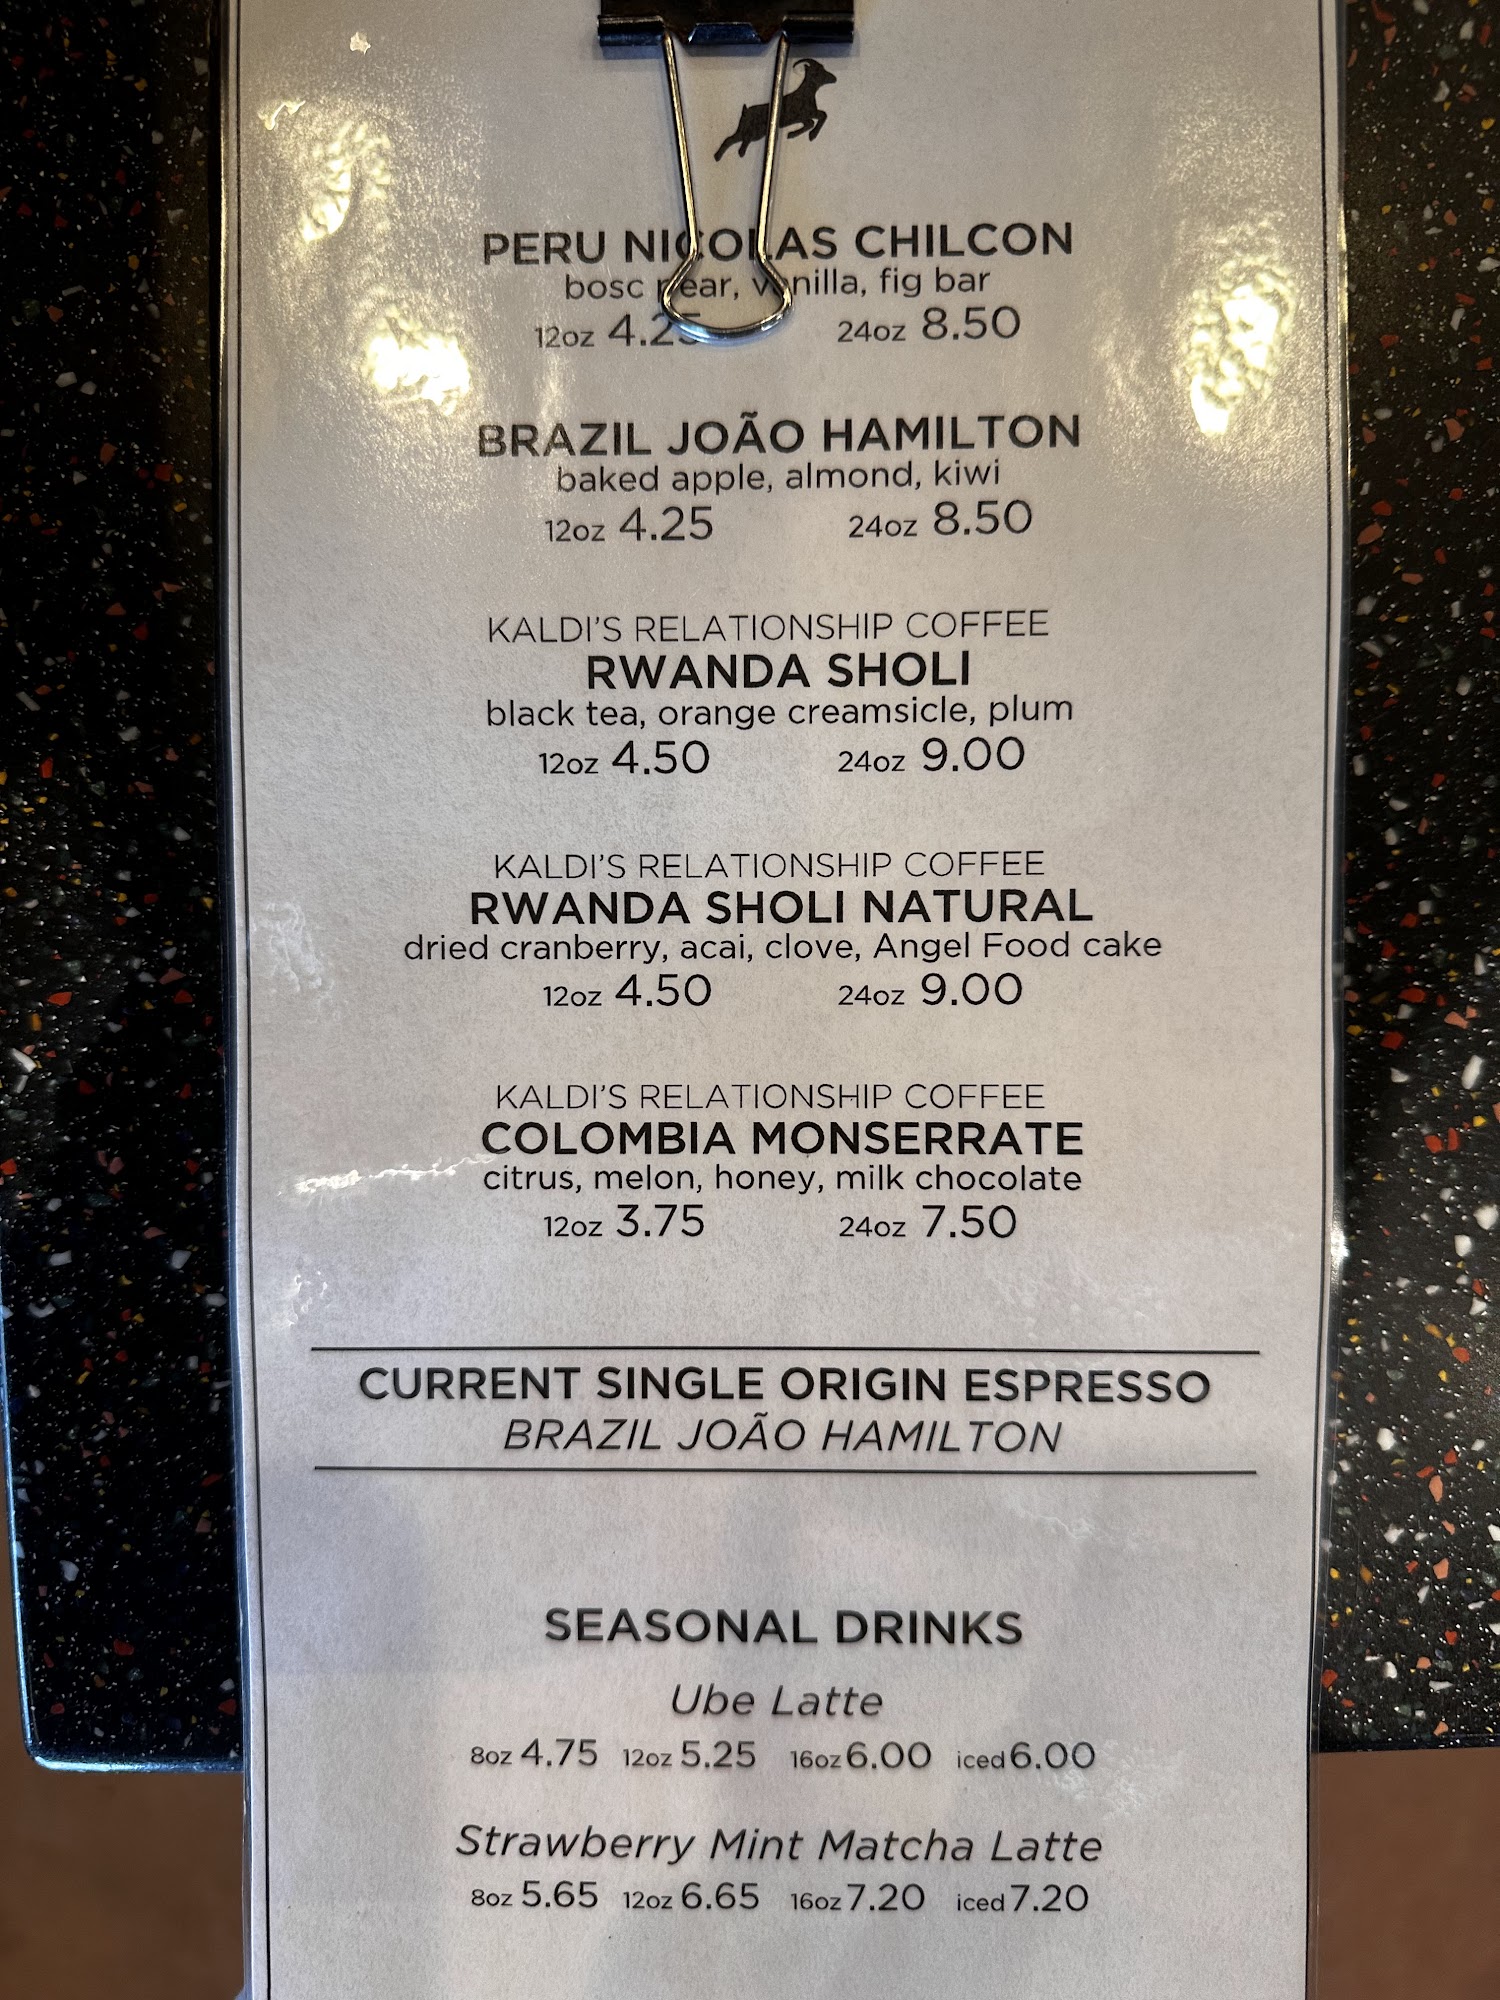 PERU NICOLAS CHILCON
bosc pear, vanilla, fig bar
12oz 4.25 24oz 8.50
BRAZIL JOÃO HAMILTON
baked apple, almond, kiwi
12oz 4.25 24oz 8.50
KALDI'S RELATIONSHIP COFFEE
RWANDA SHOLI
black tea, orange creamsicle, plum
12oz 4.50 24oz 9.00
KALDI'S RELATIONSHIP COFFEE
RWANDA SHOLI NATURAL
dried cranberry, acai, clove, Angel Food cake
12oz 4.50 24oz 9.00
KALDI'S RELATIONSHIP COFFEE
COLOMBIA MONSERRATE
citrus, melon, honey, milk chocolate
12oz 3.75 24oz 7.50
CURRENT SINGLE ORIGIN ESPRESSO
BRAZIL JOÃO HAMILTON
SEASONAL DRINKS
Ube Latte
8oz 4.75 12oz 5.25 16oz 6.00 iced 6.00
Strawberry Mint Matcha Latte
8oz 5.65 12oz 6.65 16oz 7.20 iced 7.20